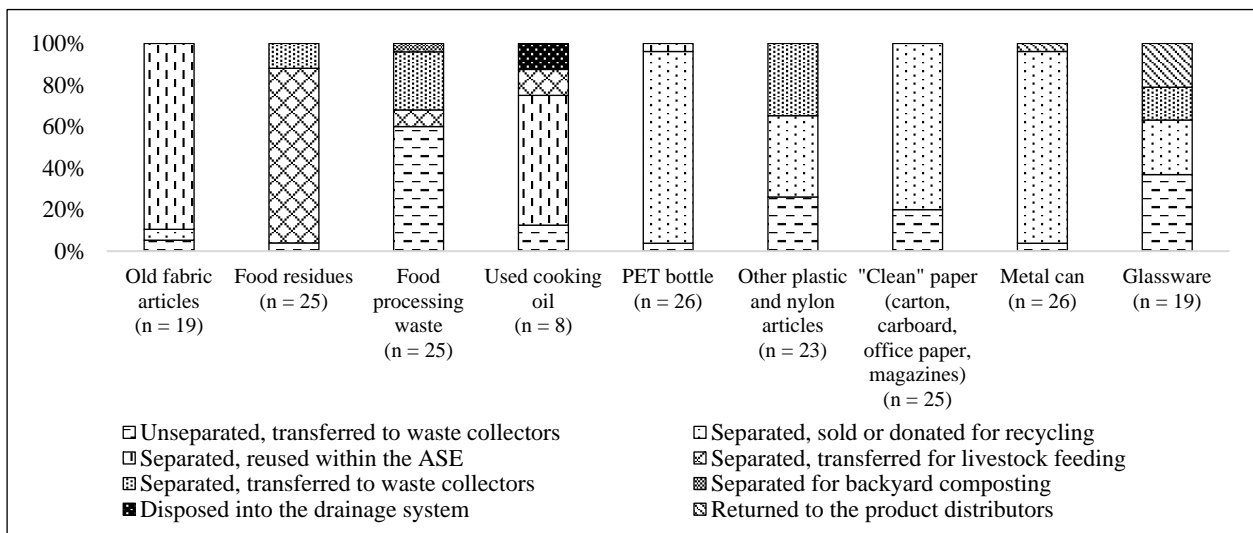 100%
80%
60%
40%
20%
0%
Old fabric
articles
(n = 19)
Food residues
(n = 25)
Food
processing
waste
(n = 25)
Used cooking
oil
(n = 8)
PET bottle
(n = 26)
Other plastic
and nylon
articles
(n = 23)
"Clean" paper
(carton,
carboard,
office paper,
magazines)
(n = 25)
Metal can
(n = 26)
Glassware
(n = 19)
Unseparated, transferred to waste collectors
Separated, sold or donated for recycling
Separated, reused within the ASE
Separated, transferred for livestock feeding
Separated, transferred to waste collectors
Separated for backyard composting
Disposed into the drainage system
Returned to the product distributors